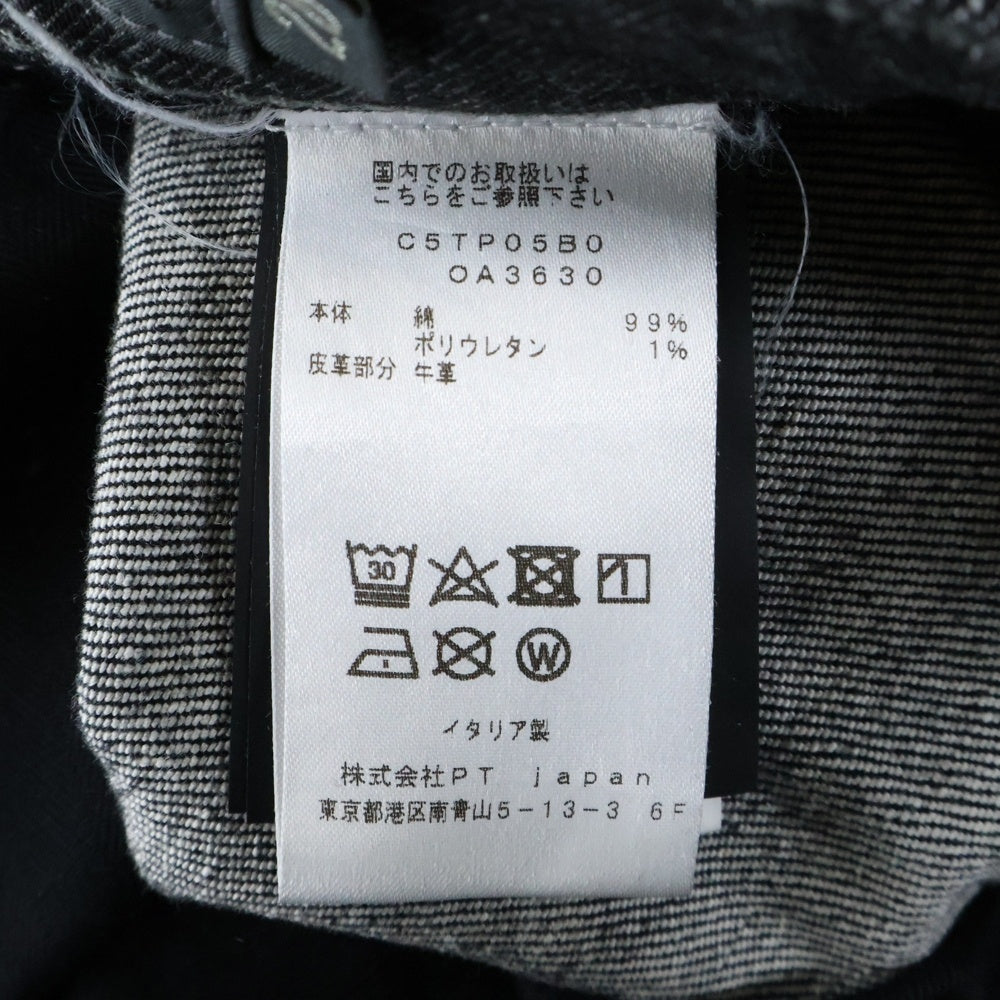 国内でのお取扱いは
こちらをご参照下さい
C5TP05B0
0A3630
本体 綿 99%
ポリウレタン 1%
皮革部分 牛革
30
W
イタリア製
株式会社PT japan
東京都港区南青山5-13-3 6F